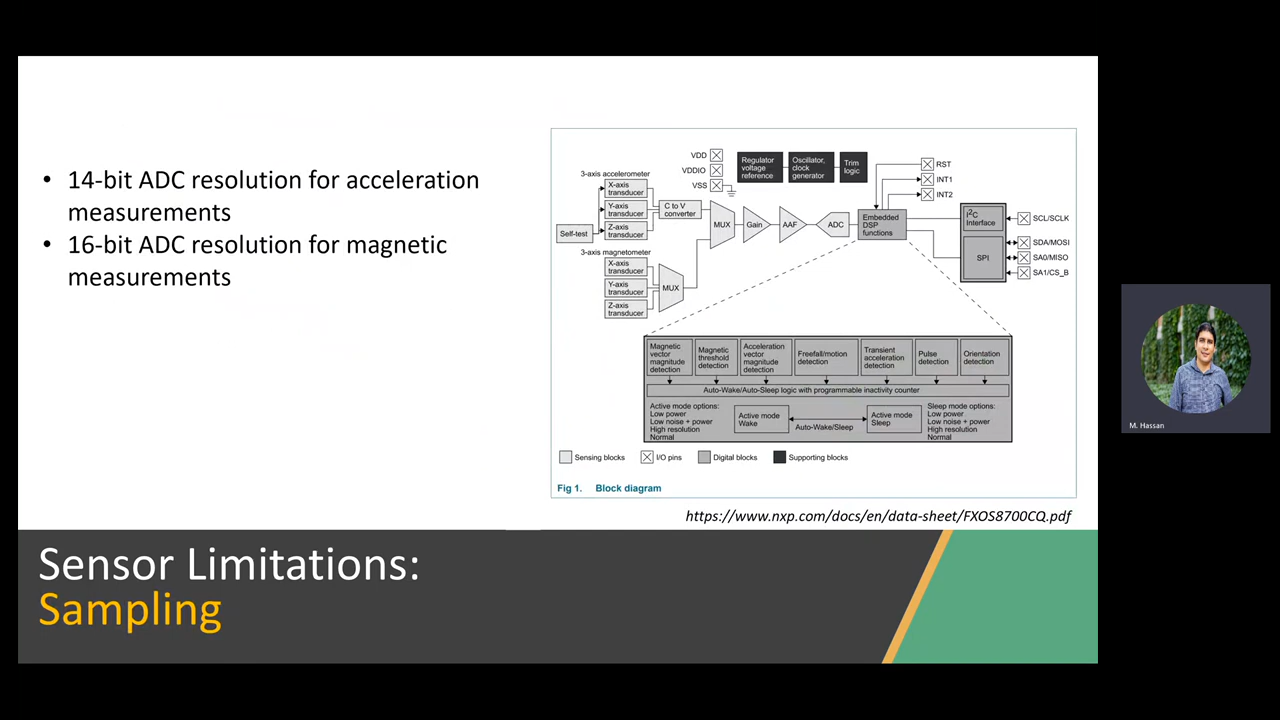 • 14-bit ADC resolution for acceleration
measurements
• 16-bit ADC resolution for magnetic
measurements
VDD
VDDIO
VSS
Regulator
voltage
reference
Oscillator,
clock
generator
Trim
logic
RST
INT1
INT2
3-axis accelerometer
X-axis
transducer
Y-axis
transducer
Z-axis
transducer
Self-test
C to V
converter
MUX
Gain
AAF
ADC
Embedded
DSP
functions
I2C
Interface
SPI
SCL/SCLK
SDA/MOSI
SA0/MISO
SA1/CS_B
3-axis magnetometer
X-axis
transducer
Y-axis
transducer
Z-axis
transducer
MUX
Magnetic
vector
magnitude
detection
Magnetic
threshold
detection
Acceleration
vector
magnitude
detection
Freefall/motion
detection
Transient
acceleration
detection
Pulse
detection
Orientation
detection
Auto-Wake/Auto-Sleep logic with programmable inactivity counter
Active mode options:
Low power
Low noise + power
High resolution
Normal
Active mode
Wake
Auto-Wake/Sleep
Active mode
Sleep
Sleep mode options:
Low power
Low noise + power
High resolution
Normal
Sensing blocks
I/O pins
Digital blocks
Supporting blocks
Fig 1. Block diagram
https://www.nxp.com/docs/en/data-sheet/FXOS8700CQ.pdf
Sensor Limitations:
Sampling
M. Hassan